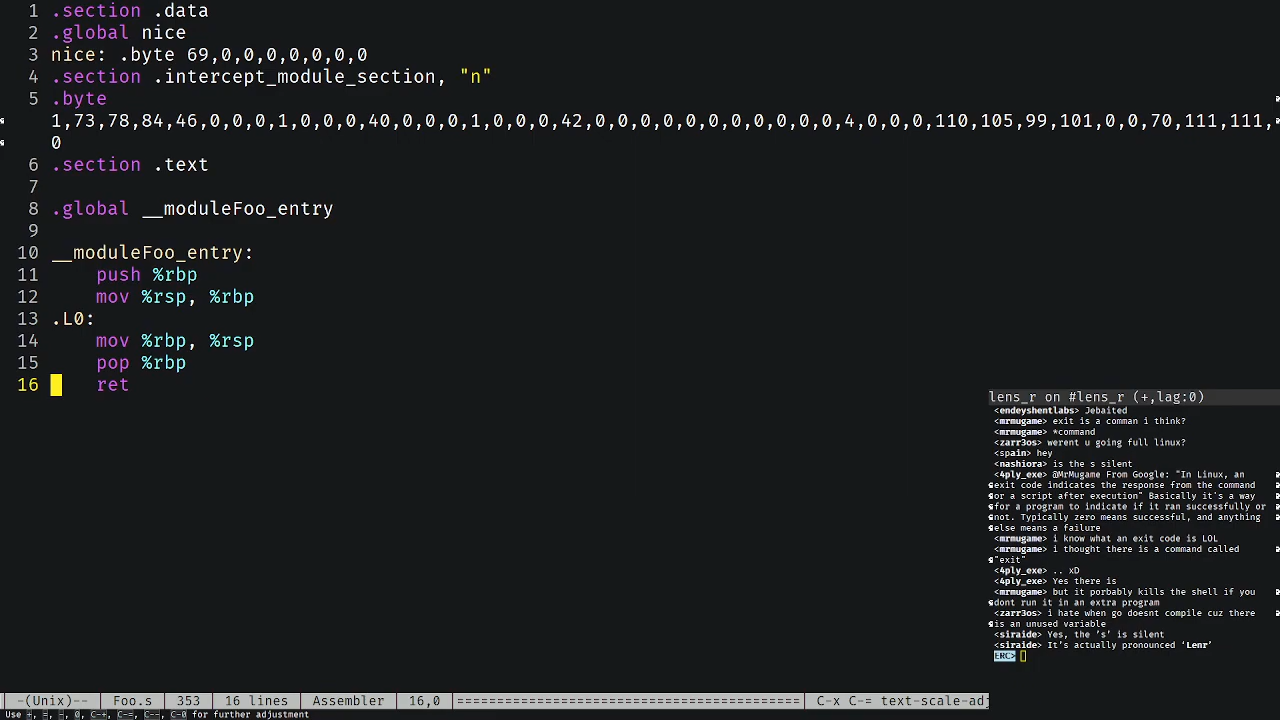 1 .section .data
2 .global nice
3 nice: .byte 69,0,0,0,0,0,0,0
4 .section .intercept_module_section, "n"
5 .byte
1,73,78,84,46,0,0,0,1,0,0,0,40,0,0,0,1,0,0,0,42,0,0,0,0,0,0,0,0,0,0,0,4,0,0,0,110,105,99,101,0,0,70,111,111,
0
6 .section .text
7
8 .global __moduleFoo_entry
9
10 __moduleFoo_entry:
11 push %rbp
12 mov %rsp, %rbp
13 .L0:
14 mov %rbp, %rsp
15 pop %rbp
16 ret
lens_r on #lens_r (+,lag:0)
<endeyshentlabs> Jebaited
<mrmugame> exit is a comman i think?
<mrmugame> *command
<zarr3os> werent u going full linux?
<spain> hey
<nashiora> is the s silent
<4ply_exe> @MrMugame From Google: "In Linux, an
exit code indicates the response from the command
or a script after execution" Basically it's a way
for a program to indicate if it ran successfully or
not. Typically zero means successful, and anything
else means a failure
<mrmugame> i know what an exit code is LOL
<mrmugame> i thought there is a command called
"exit"
<4ply_exe> .. xD
<4ply_exe> Yes there is
<mrmugame> but it porbably kills the shell if you
dont run it in an extra program
<zarr3os> i hate when go doesnt compile cuz there
is an unused variable
<siraide> Yes, the ‘s’ is silent
<siraide> It’s actually pronounced ‘Lenr’
ERC>
-(Unix)-- Foo.s 353 16 lines Assembler 16,0 ================================ C-x C-= text-scale-adj
Use +, =, -, 0, C-+, C-=, C--, C-0 for further adjustment